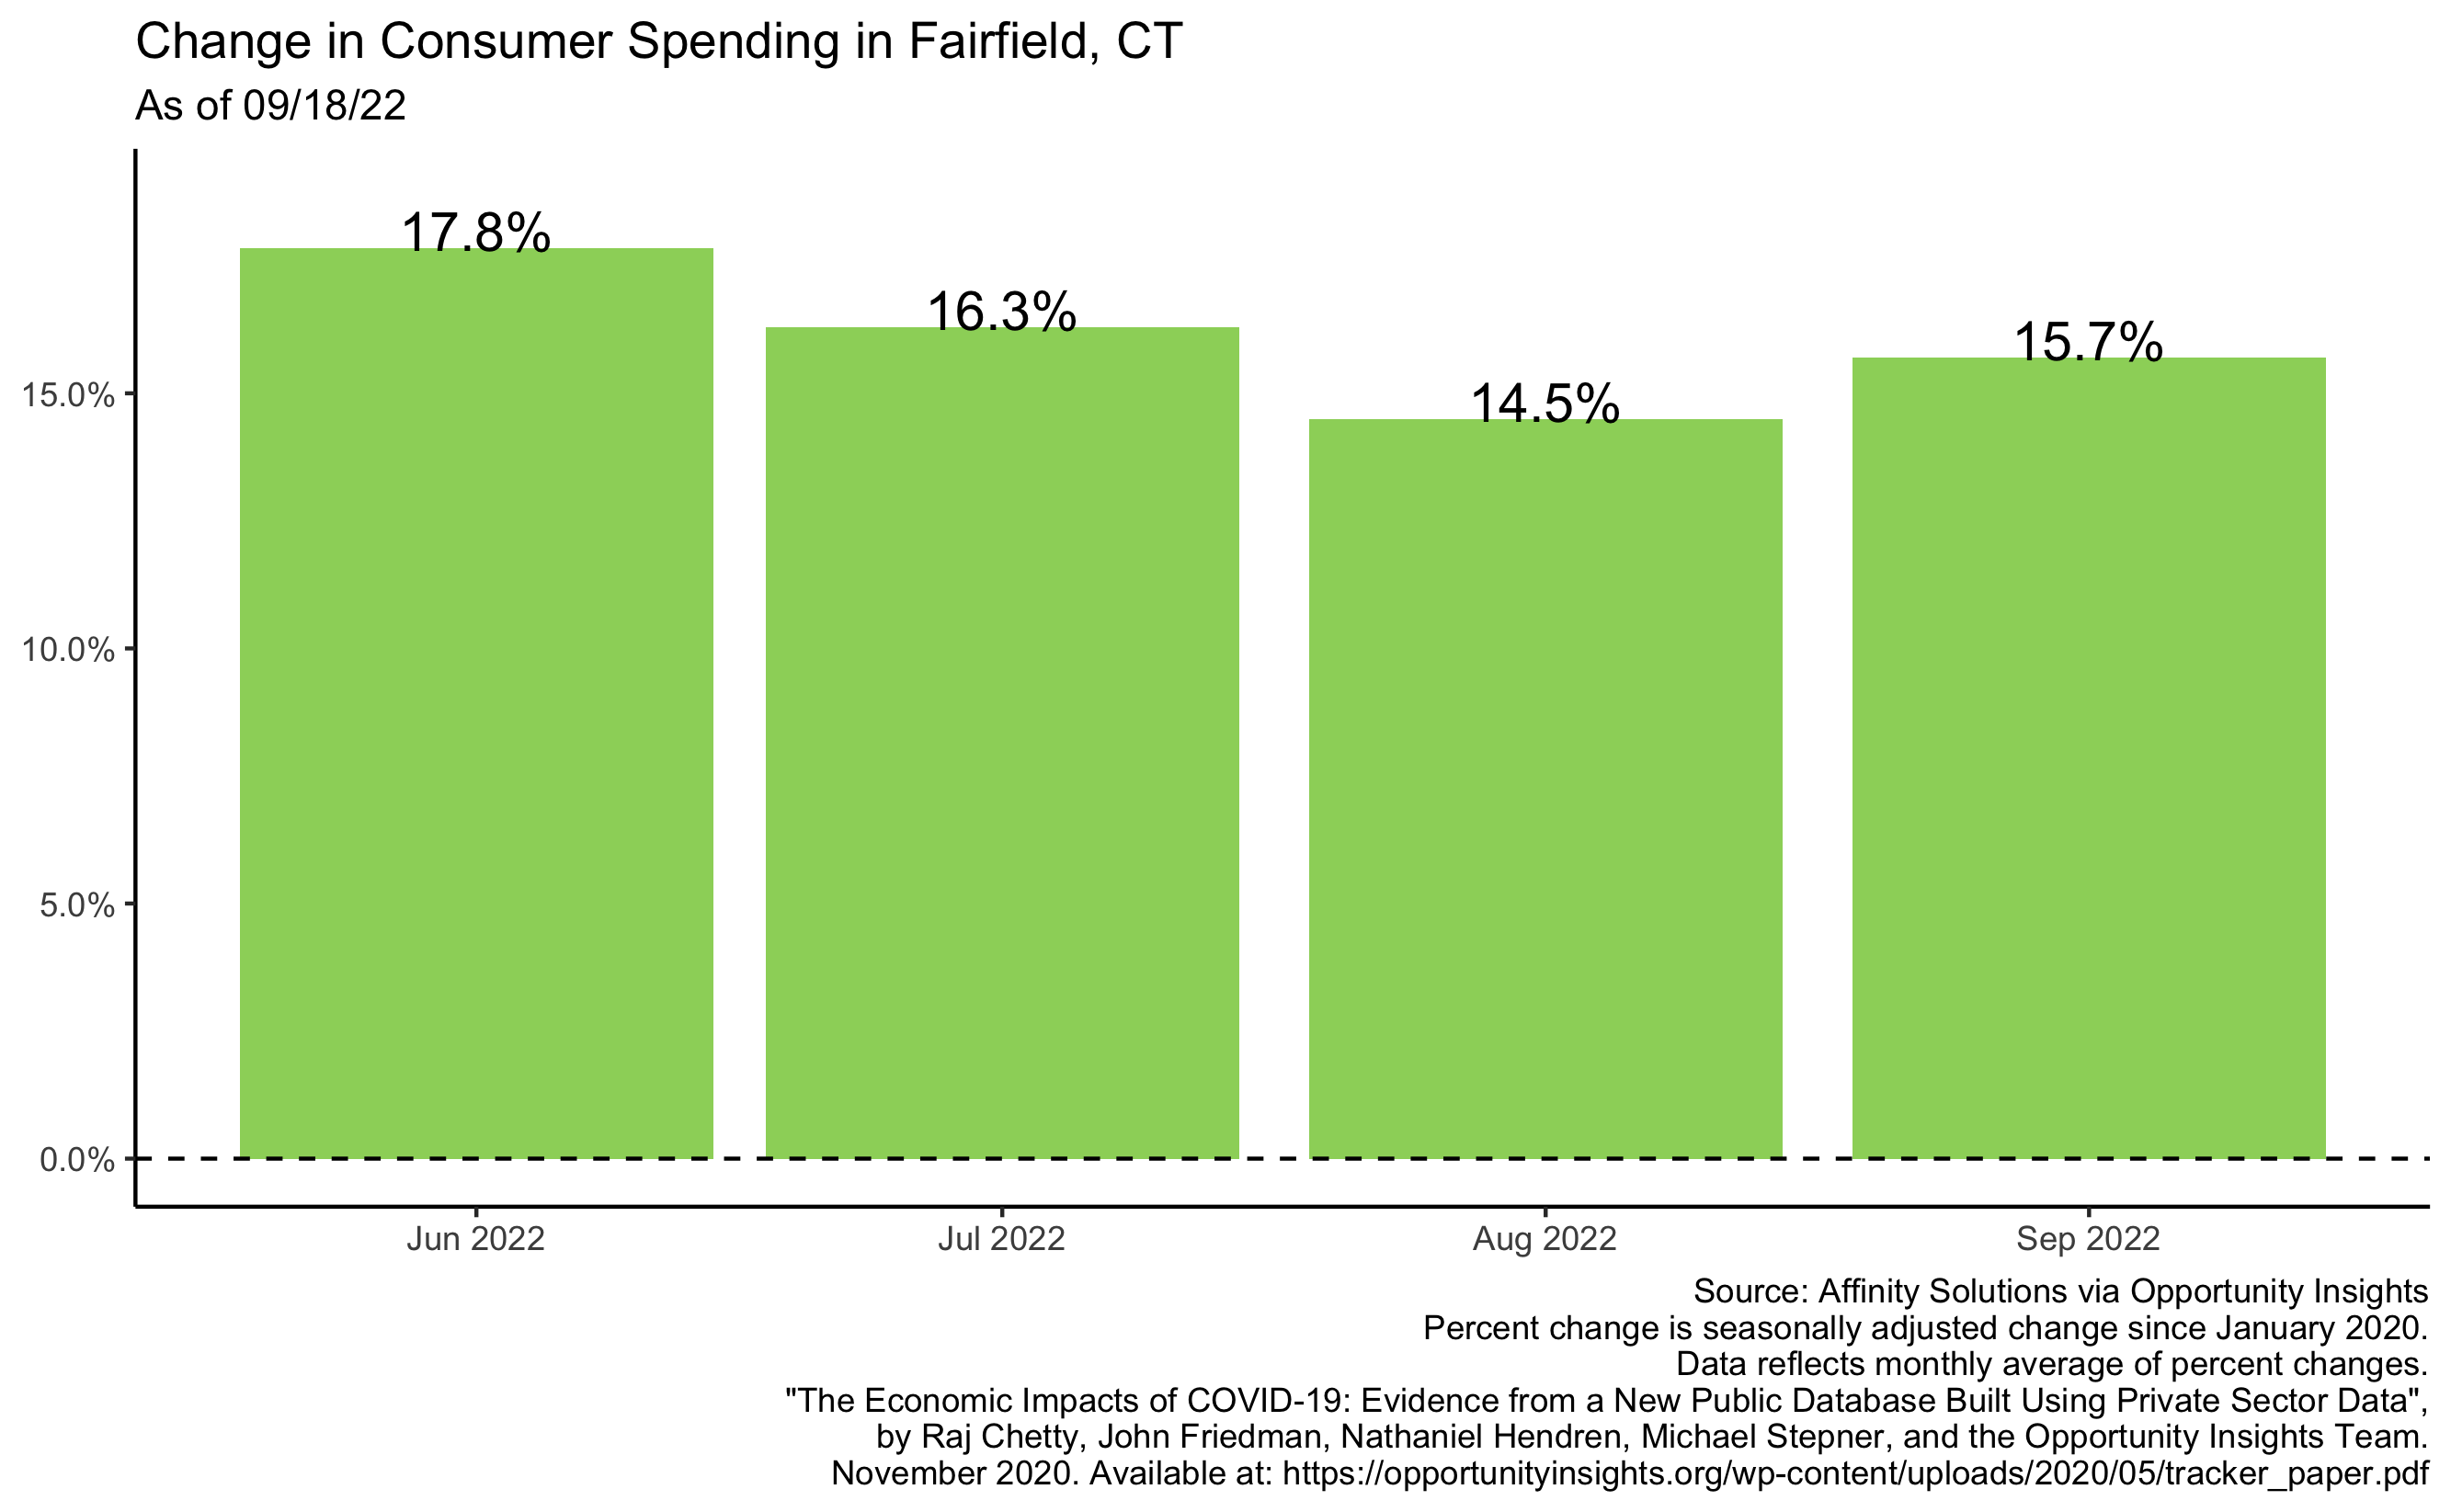 Change in Consumer Spending in Fairfield, CT
As of 09/18/22
17.8%
16.3%
14.5%
15.7%
15.0%
10.0%
5.0%
0.0%
Jun 2022
Jul 2022
Aug 2022
Sep 2022
Source: Affinity Solutions via Opportunity Insights
Percent change is seasonally adjusted change since January 2020.
Data reflects monthly average of percent changes.
"The Economic Impacts of COVID-19: Evidence from a New Public Database Built Using Private Sector Data",
by Raj Chetty, John Friedman, Nathaniel Hendren, Michael Stepner, and the Opportunity Insights Team.
November 2020. Available at: https://opportunityinsights.org/wp-content/uploads/2020/05/tracker_paper.pdf